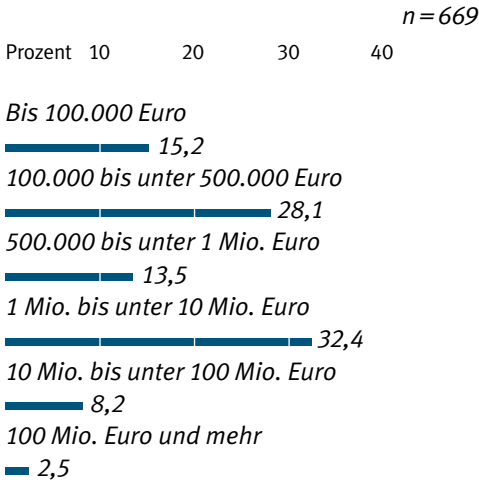 n = 669
Prozent 10 20 30 40
Bis 100.000 Euro
15,2
100.000 bis unter 500.000 Euro
28,1
500.000 bis unter 1 Mio. Euro
13,5
1 Mio. bis unter 10 Mio. Euro
32,4
10 Mio. bis unter 100 Mio. Euro
8,2
100 Mio. Euro und mehr
2,5